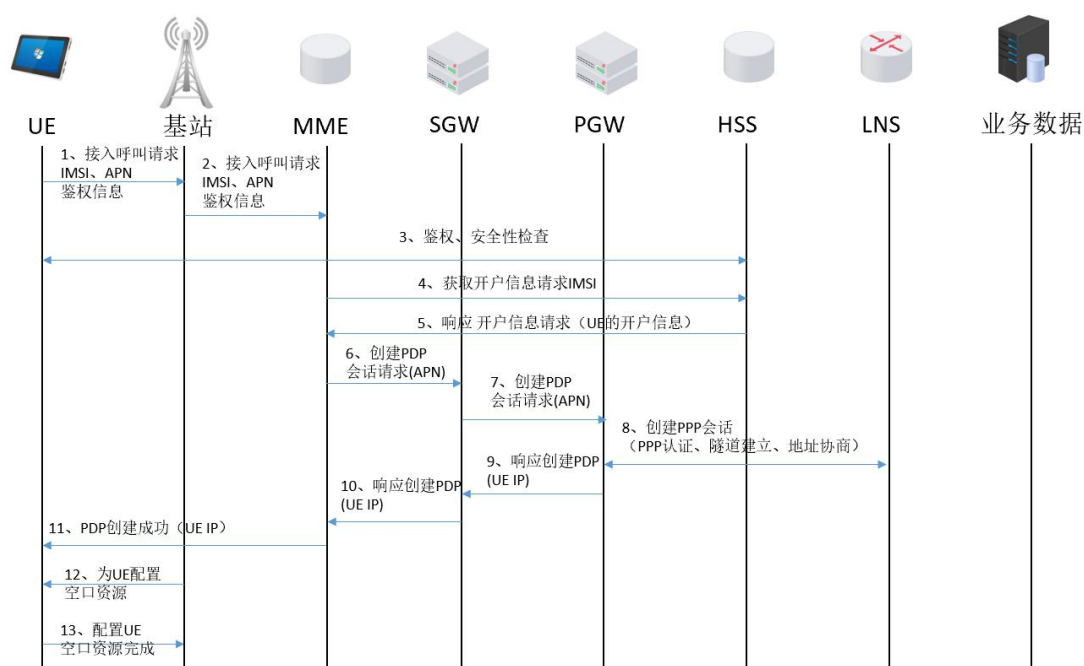 UE
基站
MME
SGW
PGW
HSS
LNS
业务数据
1、接入呼叫请求
IMSI、APN
鉴权信息
2、接入呼叫请求
IMSI、APN
鉴权信息
3、鉴权、安全性检查
4、获取开户信息请求IMSI
5、响应 开户信息请求（UE的开户信息）
6、创建PDP
会话请求(APN)
7、创建PDP
会话请求(APN)
8、创建PPP会话
（PPP认证、隧道建立、地址协商）
9、响应创建PDP
(UE IP)
10、响应创建PDP
(UE IP)
11、PDP创建成功（UE IP）
12、为UE配置
空口资源
13、配置UE
空口资源完成